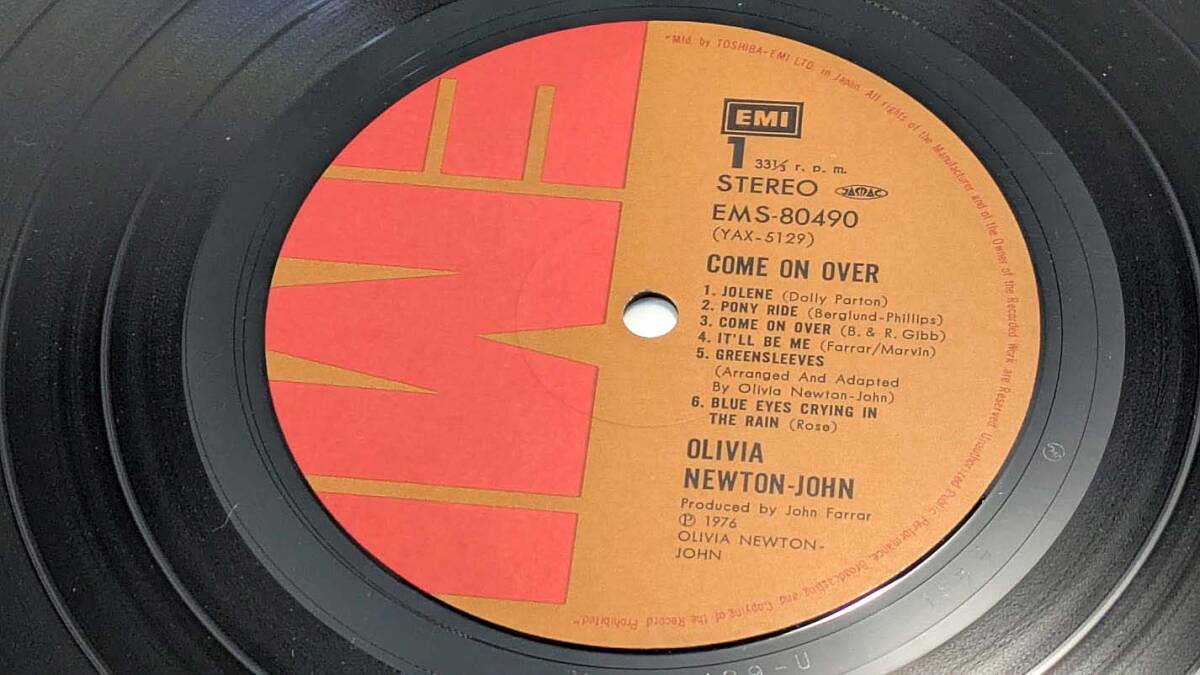 "Mfd. by TOSHIBA-EMI LTD. in Japan. All rights of the Manufacturer and of the Owner of the Recorded Work are Reserved. Unauthorized Public Performance, Broadcasting and Copying of the Record Prohibited"
EMI
EMI
1 33⅓ r. p. m.
STEREO JASRAC
EMS-80490
(YAX-5129)
COME ON OVER
1. JOLENE (Dolly Parton)
2. PONY RIDE (Berglund-Phillips)
3. COME ON OVER (B. & R. Gibb)
4. IT'LL BE ME (Farrar/Marvin)
5. GREENSLEEVES
(Arranged And Adapted
By Olivia Newton-John)
6. BLUE EYES CRYING IN
THE RAIN (Rose)
OLIVIA
NEWTON-JOHN
Produced by John Farrar
℗ 1976
OLIVIA NEWTON-
JOHN